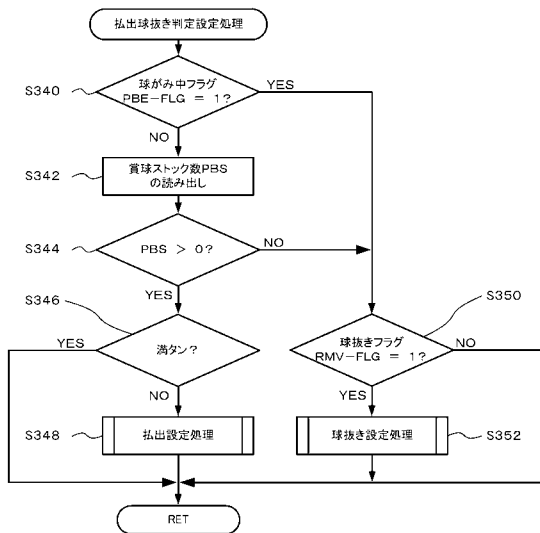 払出球抜き判定設定処理
S340
球がみ中フラグ
PBE-FLG = 1?
YES
NO
S342
賞球ストック数PBS
の読み出し
S344
PBS > 0?
NO
YES
S346
満タン?
YES
NO
S350
球抜きフラグ
RMV-FLG = 1?
NO
YES
S348
払出設定処理
球抜き設定処理
S352
RET